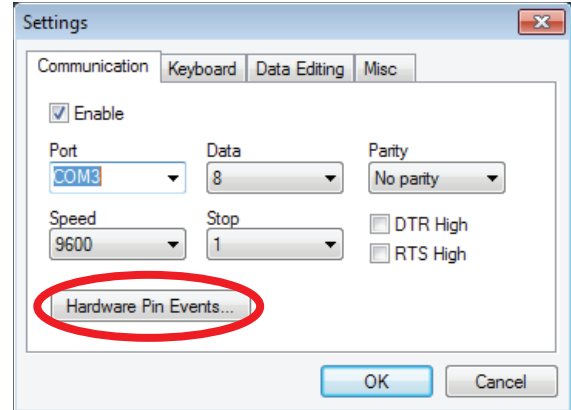 Settings
Communication Keyboard Data Editing Misc
Enable
Port Data Parity
COM3 8 No parity
Speed Stop DTR High
9600 1 RTS High
Hardware Pin Events...
OK Cancel